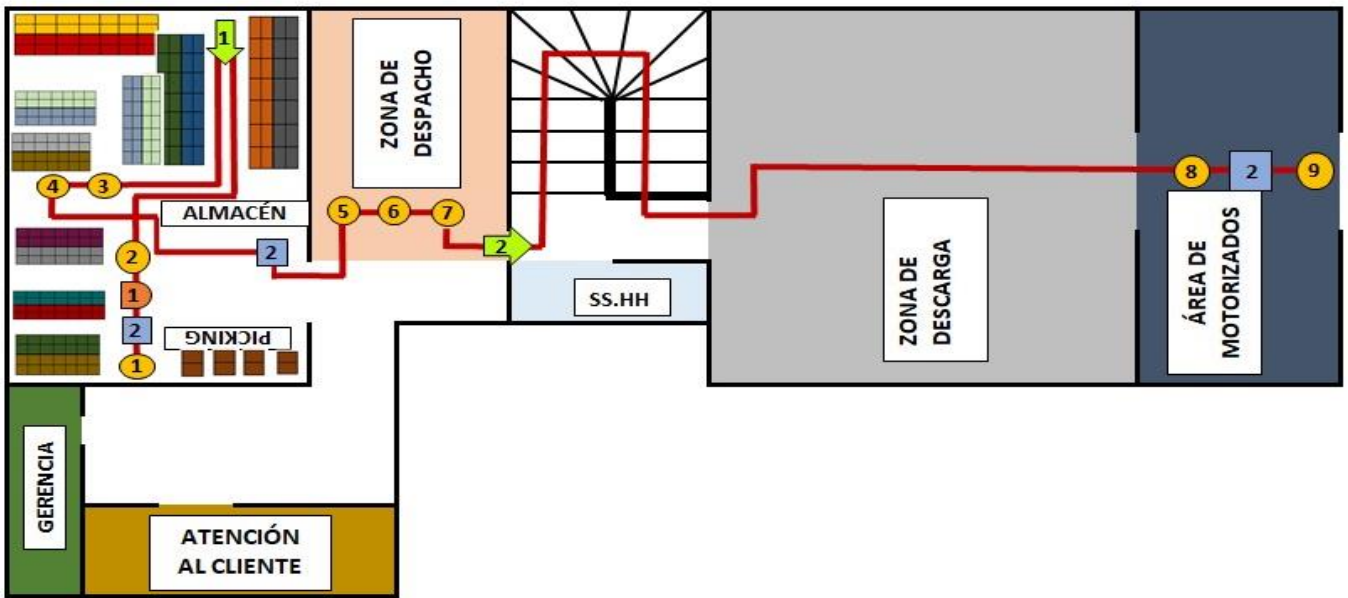 1
ZONA DE
DESPACHO
4
3
ALMACÉN
5
6
7
8
2
9
2
2
2
1
2
PICKING
1
SS.HH
ZONA DE
DESCARGA
ÁREA DE
MOTORIZADOS
GERENCIA
ATENCIÓN
AL CLIENTE